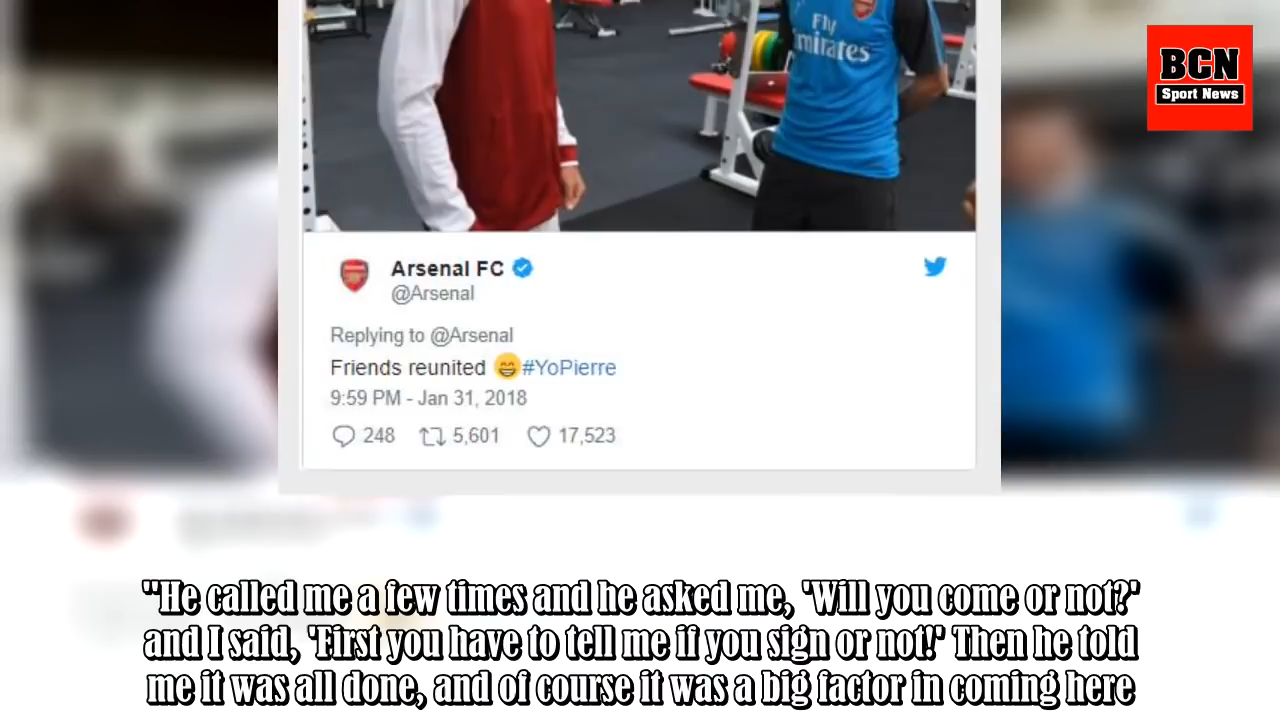 Fly
Emirates
BCN
Sport News
Arsenal FC
@Arsenal
Replying to @Arsenal
Friends reunited 😁#YoPierre
9:59 PM - Jan 31, 2018
248 5,601 17,523
"He called me a few times and he asked me, 'Will you come or not?'
and I said, 'First you have to tell me if you sign or not!' Then he told
me it was all done, and of course it was a big factor in coming here